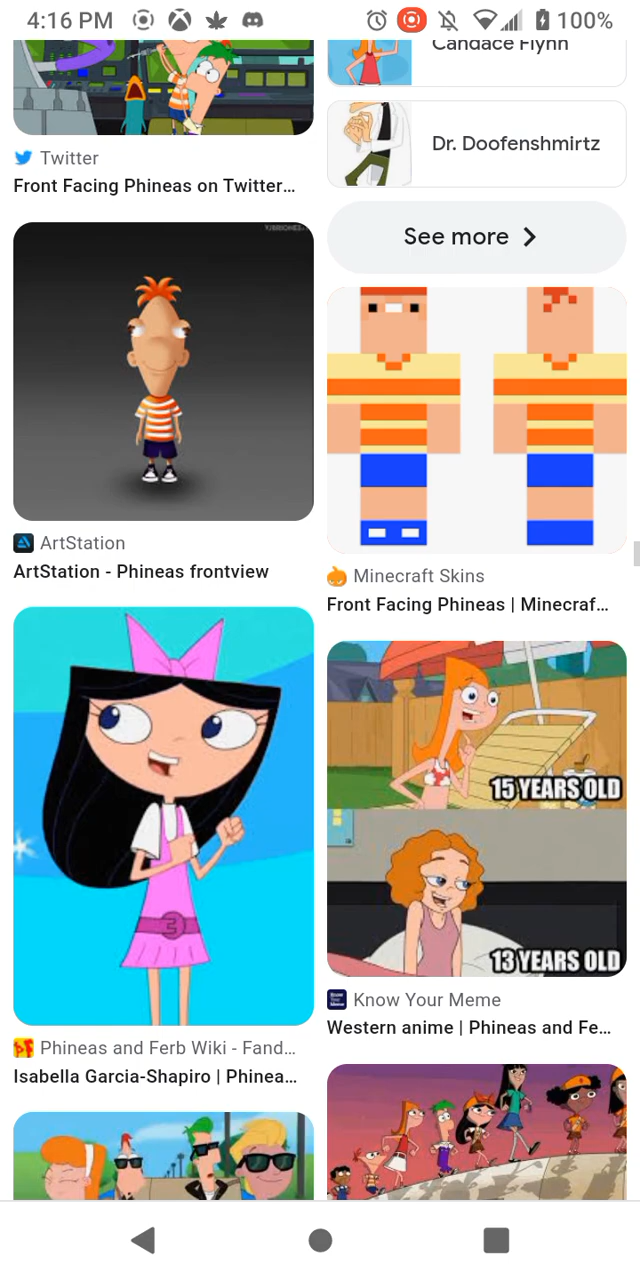 4:16 PM
100%
Twitter
Front Facing Phineas on Twitter...
ArtStation
ArtStation - Phineas frontview
Phineas and Ferb Wiki - Fand...
Isabella Garcia-Shapiro | Phinea...
Candace Flynn
Dr. Doofenshmirtz
See more
Minecraft Skins
Front Facing Phineas | Minecraf...
15 YEARS OLD
13 YEARS OLD
Know Your Meme
Western anime | Phineas and Fe...